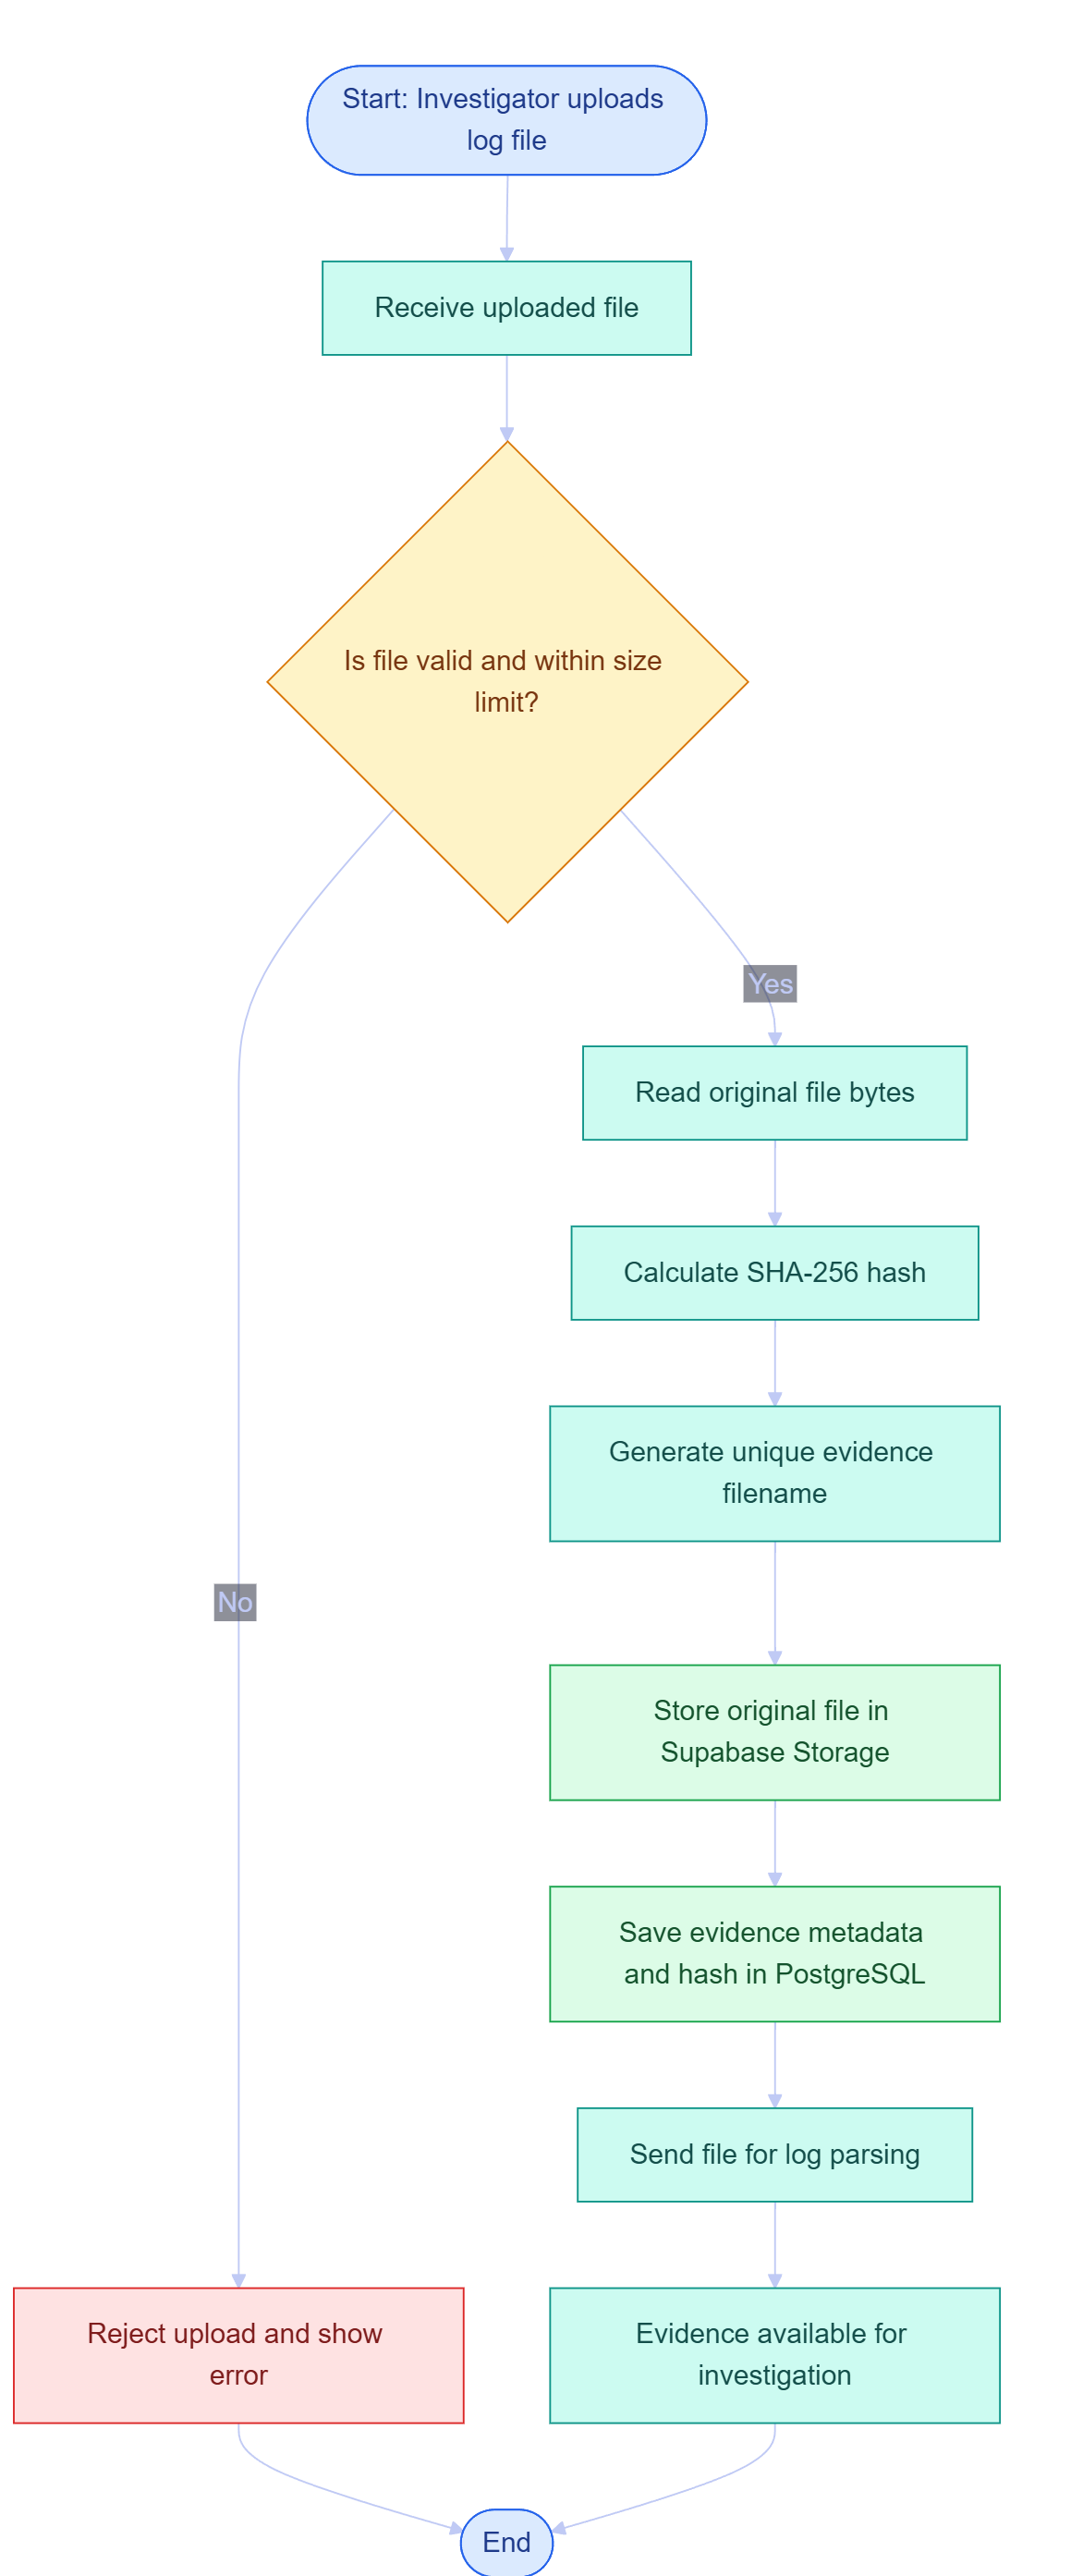 Start: Investigator uploads
log file
Receive uploaded file
Is file valid and within size
limit?
Yes
Read original file bytes
Calculate SHA-256 hash
Generate unique evidence
filename
No
Store original file in
Supabase Storage
Save evidence metadata
and hash in PostgreSQL
Send file for log parsing
Reject upload and show
error
Evidence available for
investigation
End